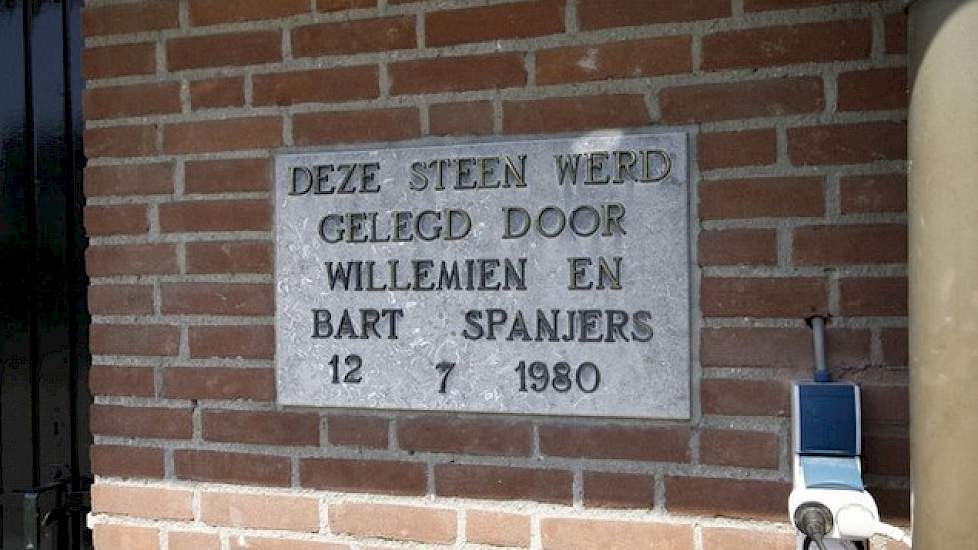 DEZE STEEN WERD
GELEGD DOOR
WILLEMIEN EN
BART SPANJERS
12 7 1980